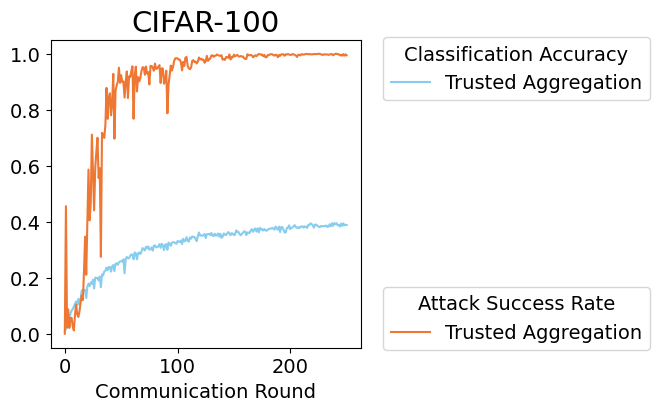 CIFAR-100
1.0
0.8
0.6
0.4
0.2
0.0
0
100
200
Communication Round
Classification Accuracy
Trusted Aggregation
Attack Success Rate
Trusted Aggregation